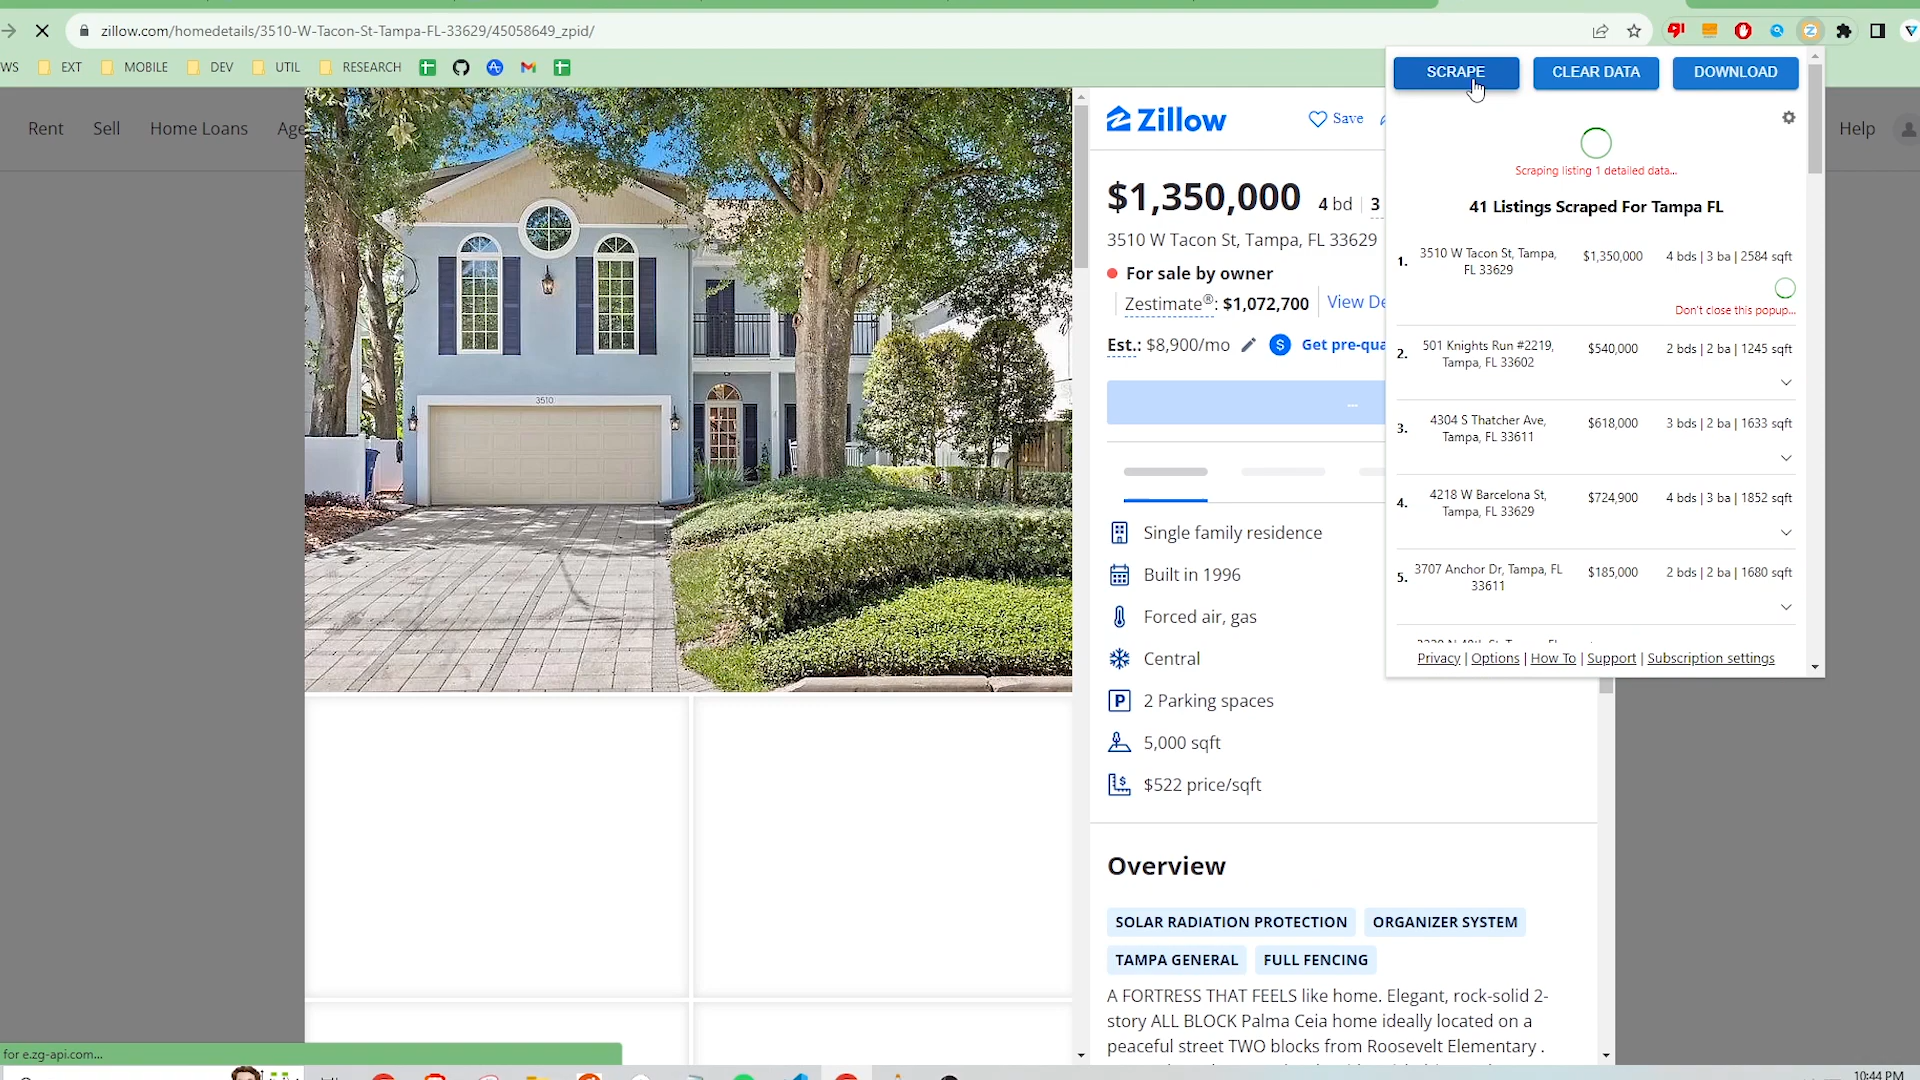 zillow.com/homedetails/3510-W-Tacon-St-Tampa-FL-33629/45058649_zpid/
WS EXT MOBILE DEV UTIL RESEARCH
SCRAPE CLEAR DATA DOWNLOAD
Rent Sell Home Loans Age
Help
Zillow
Save
$1,350,000 4 bd 3
3510 W Tacon St, Tampa, FL 33629
For sale by owner
Zestimate®: $1,072,700 View De
Est.: $8,900/mo $ Get pre-qua
3510
Single family residence
Built in 1996
Forced air, gas
Central
P 2 Parking spaces
5,000 sqft
$522 price/sqft
Overview
SOLAR RADIATION PROTECTION ORGANIZER SYSTEM
TAMPA GENERAL FULL FENCING
A FORTRESS THAT FEELS like home. Elegant, rock-solid 2-
story ALL BLOCK Palma Ceia home ideally located on a
peaceful street TWO blocks from Roosevelt Elementary .
Scraping listing 1 detailed data...
41 Listings Scraped For Tampa FL
1. 3510 W Tacon St, Tampa, $1,350,000 4 bds | 3 ba | 2584 sqft
FL 33629
Don't close this popup...
2. 501 Knights Run #2219, $540,000 2 bds | 2 ba | 1245 sqft
Tampa, FL 33602
3. 4304 S Thatcher Ave, $618,000 3 bds | 2 ba | 1633 sqft
Tampa, FL 33611
4. 4218 W Barcelona St, $724,900 4 bds | 3 ba | 1852 sqft
Tampa, FL 33629
5. 3707 Anchor Dr, Tampa, FL $185,000 2 bds | 2 ba | 1680 sqft
33611
Privacy | Options | How To | Support | Subscription settings
for e.zg-api.com...
10:44 PM